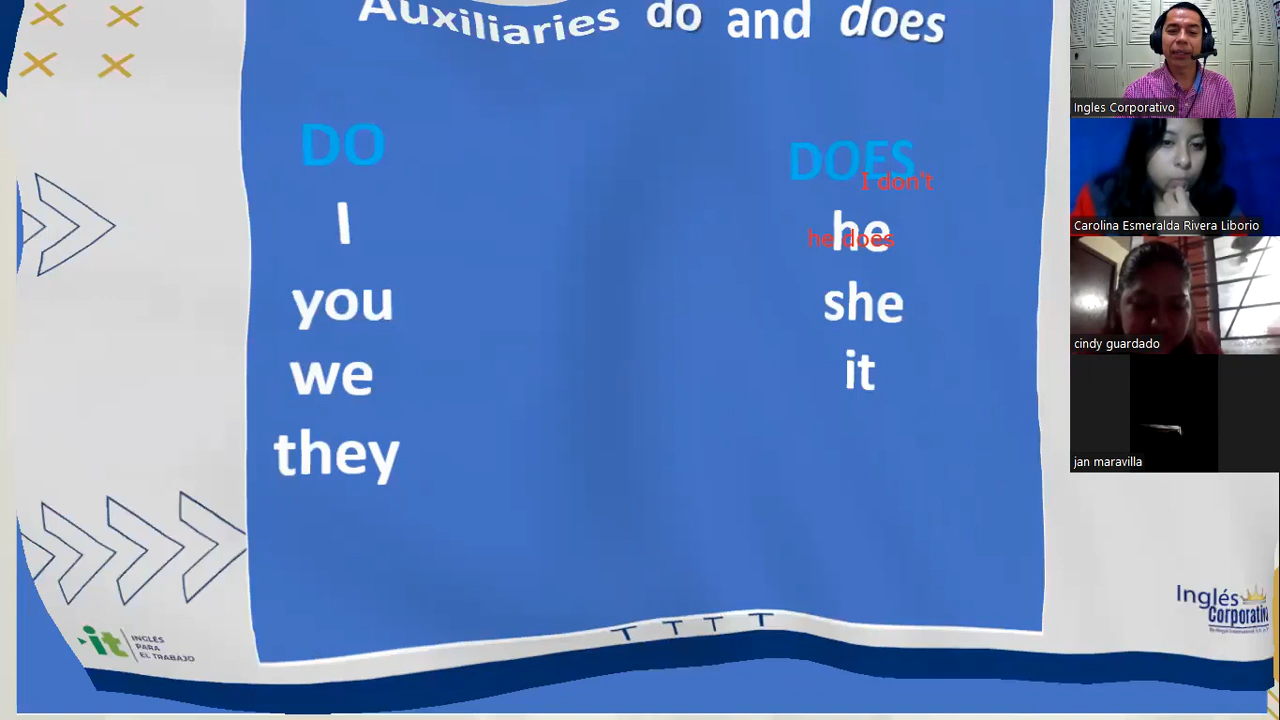 Auxiliaries do and does
DO
I
you
we
they
DOES
I don't
he
he does
she
it
T T T T
it
INGLÉS
PARA
EL TRABAJO
Inglés
Corporativo
Ingles Corporativo
Carolina Esmeralda Rivera Liborio
cindy guardado
jan maravilla